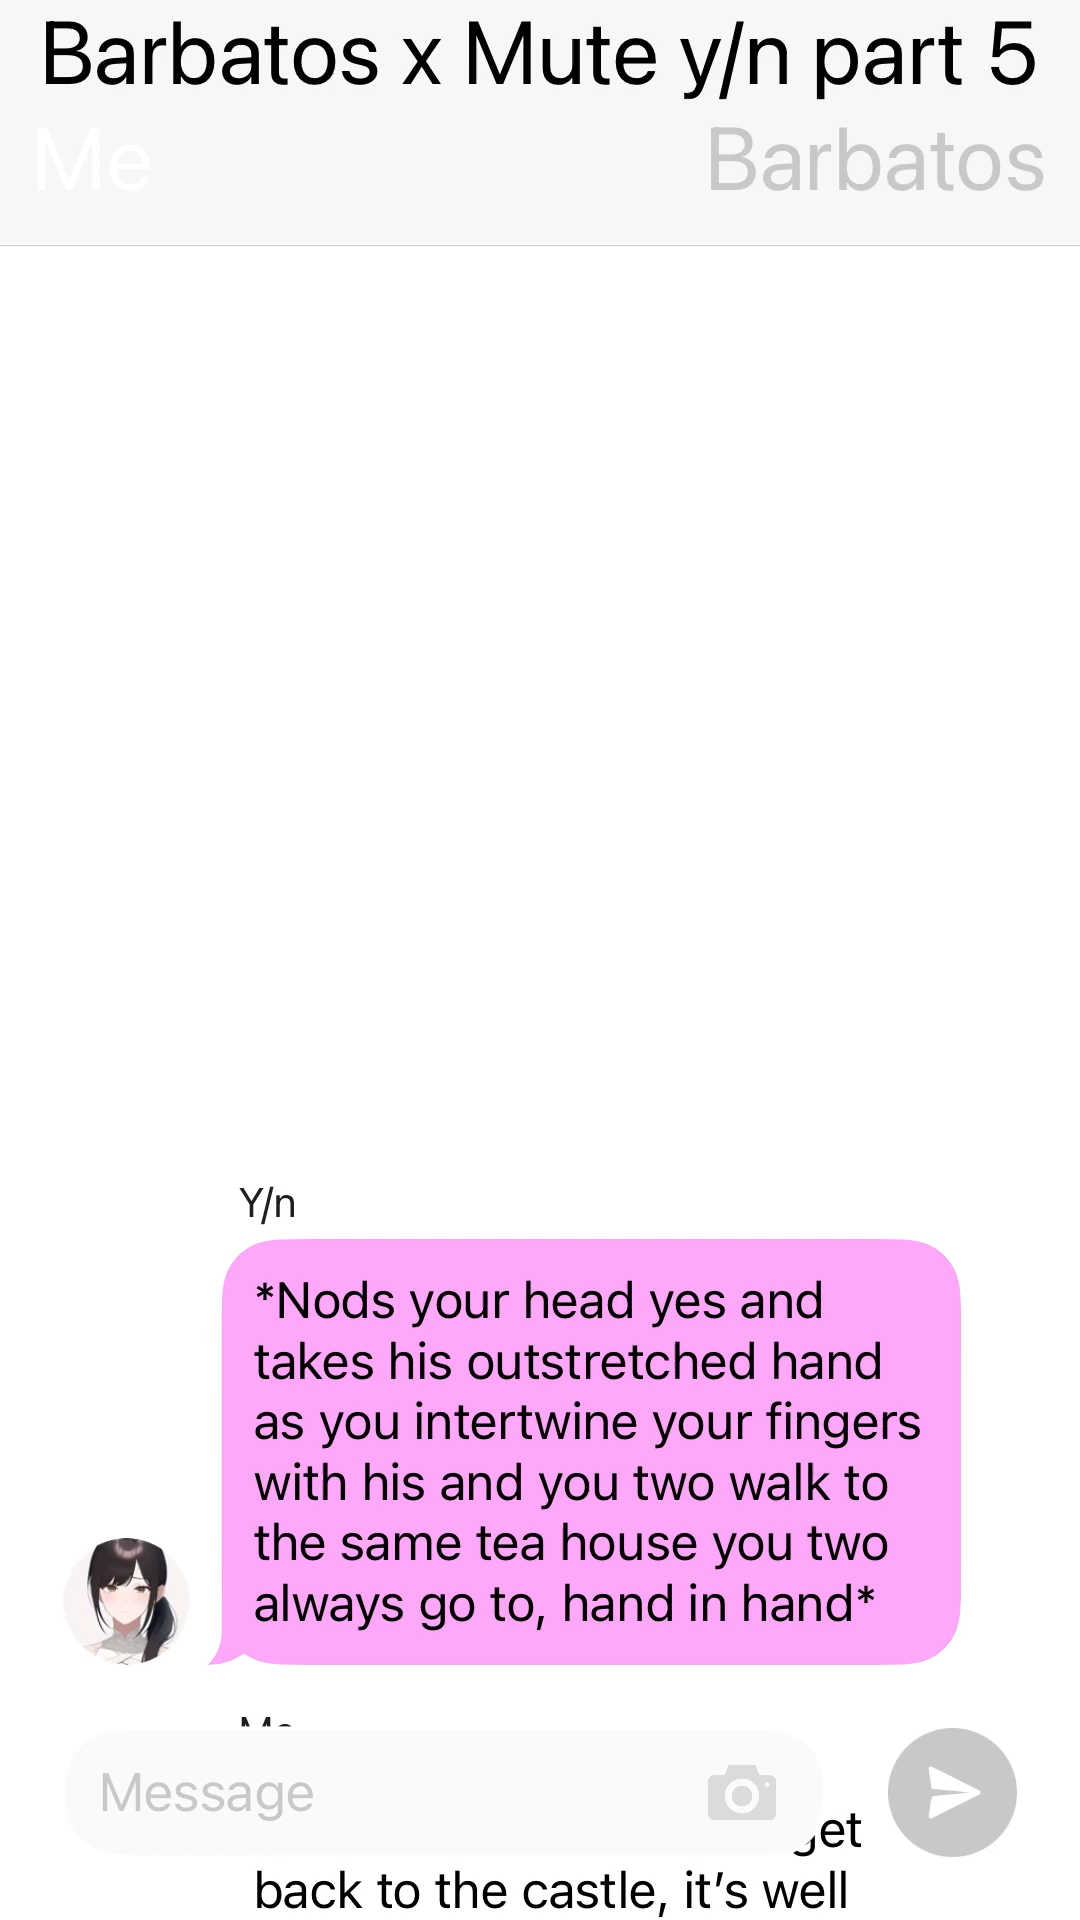 Barbatos x Mute y/n part 5
Me
Barbatos
Y/n
*Nods your head yes and
takes his outstretched hand
as you intertwine your fingers
with his and you two walk to
the same tea house you two
always go to, hand in hand*
Message
get
back to the castle, it’s well